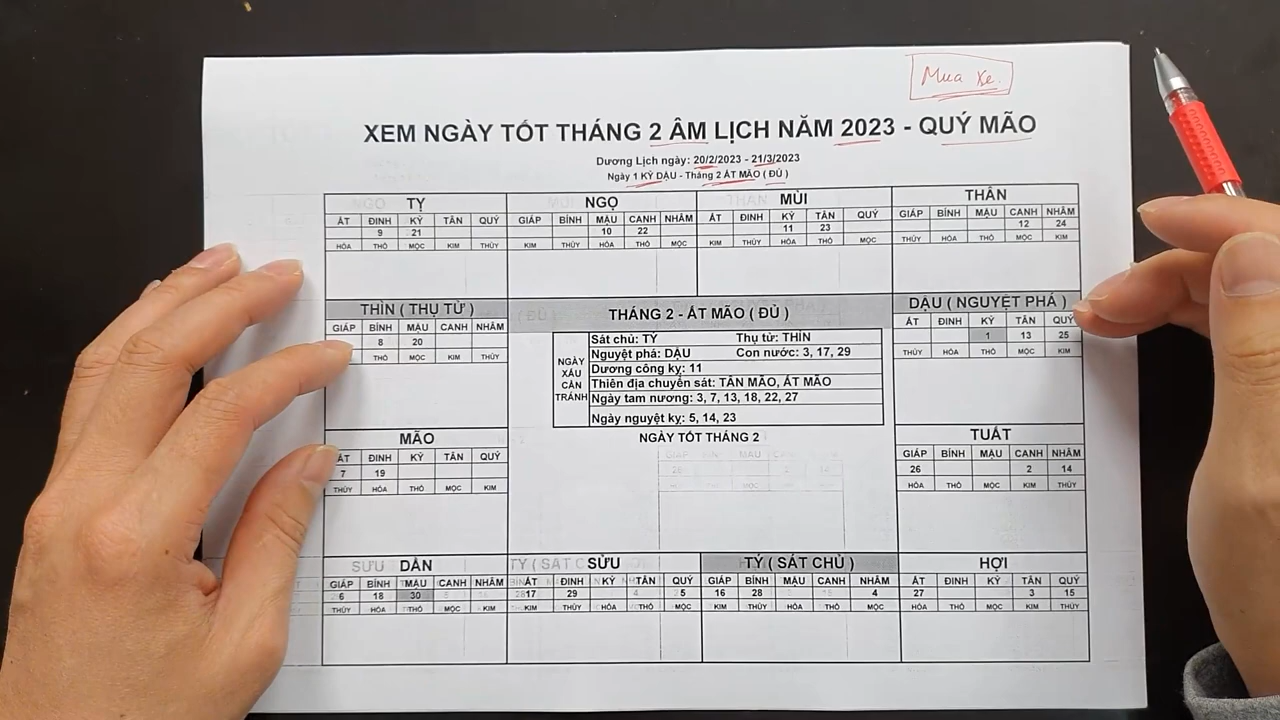 Mua Xe.
XEM NGÀY TỐT THÁNG 2 ÂM LỊCH NĂM 2023 - QUÝ MÃO
Dương Lịch ngày: 20/2/2023 - 21/3/2023
Ngày 1 KỶ DẬU - Tháng 2 ẤT MÃO ( ĐỦ )
TỴ NGỌ MÙI THÂN
ẤT ĐINH KỶ TÂN QUÝ GIÁP BÍNH MẬU CANH NHÂM ẤT ĐINH KỶ TÂN QUÝ GIÁP BÍNH MẬU CANH NHÂM
9 21 10 22 11 23 12 24
HỎA THỔ MỘC KIM THỦY KIM THỦY HỎA THỔ MỘC KIM THỦY HỎA THỔ MỘC THỦY HỎA THỔ MỘC KIM
THÌN ( THỤ TỬ )
GIÁP BÍNH MẬU CANH NHÂM
8 20
THỔ MỘC KIM THỦY
THÁNG 2 - ẤT MÃO ( ĐỦ )
NGÀY XẤU CẦN TRÁNH
Sát chủ: TÝ Thụ tử: THÌN
Nguyệt phá: DẬU Con nước: 3, 17, 29
Dương công kỵ: 11
Thiên địa chuyển sát: TÂN MÃO, ẤT MÃO
Ngày tam nương: 3, 7, 13, 18, 22, 27
Ngày nguyệt kỵ: 5, 14, 23
NGÀY TỐT THÁNG 2
DẬU ( NGUYỆT PHÁ )
ẤT ĐINH KỶ TÂN QUÝ
1 13 25
THỦY HỎA THỔ MỘC KIM
MÃO
ẤT ĐINH KỶ TÂN QUÝ
7 19
THỦY HỎA THỔ MỘC KIM
TUẤT
GIÁP BÍNH MẬU CANH NHÂM
26 2 14
HỎA THỔ MỘC KIM THỦY
DẦN SỬU TÝ ( SÁT CHỦ ) HỢI
GIÁP BÍNH MẬU CANH NHÂM ẤT ĐINH KỶ TÂN QUÝ GIÁP BÍNH MẬU CANH NHÂM ẤT ĐINH KỶ TÂN QUÝ
6 18 30 17 29 5 16 28 4 27 3 15
THỦY HỎA THỔ MỘC KIM KIM THỦY HỎA THỔ MỘC KIM THỦY HỎA THỔ MỘC HỎA THỔ MỘC KIM THỦY